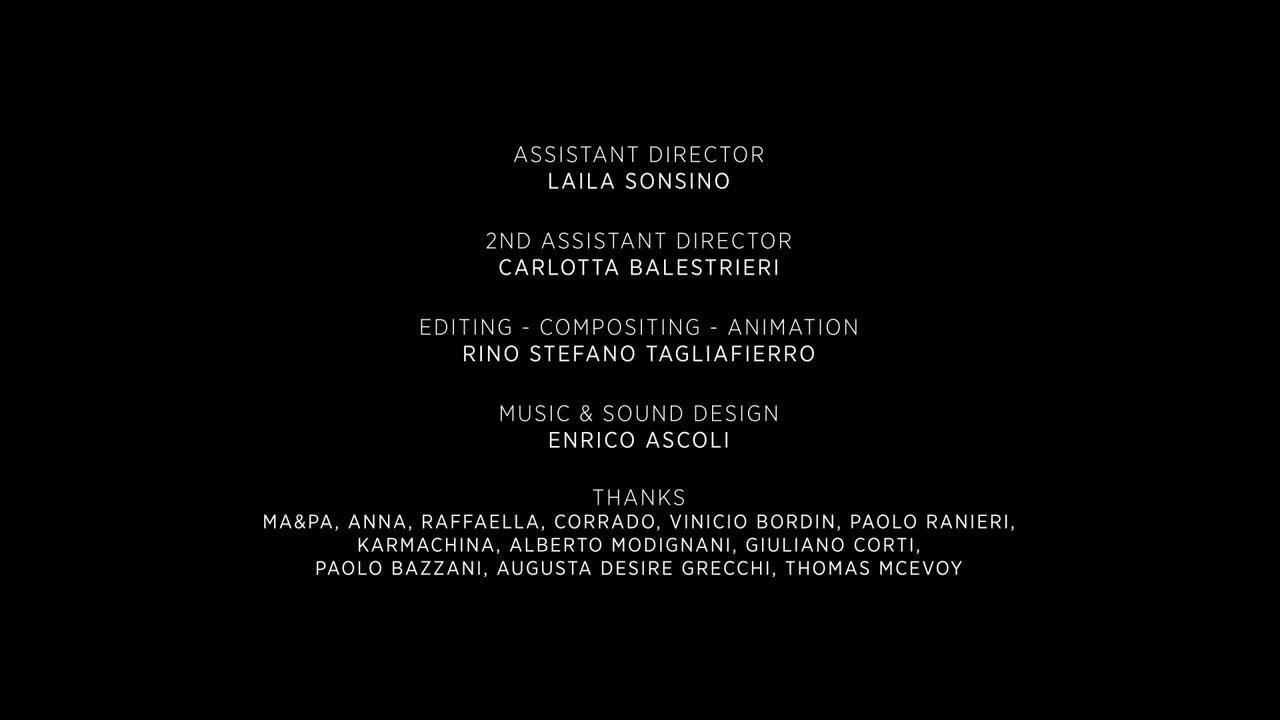 ASSISTANT DIRECTOR
LAILA SONSINO
2ND ASSISTANT DIRECTOR
CARLOTTA BALESTRIERI
EDITING - COMPOSITING - ANIMATION
RINO STEFANO TAGLIAFIERRO
MUSIC & SOUND DESIGN
ENRICO ASCOLI
THANKS
MA&PA, ANNA, RAFFAELLA, CORRADO, VINICIO BORDIN, PAOLO RANIERI,
KARMACHINA, ALBERTO MODIGNANI, GIULIANO CORTI,
PAOLO BAZZANI, AUGUSTA DESIRE GRECCHI, THOMAS MCEVOY